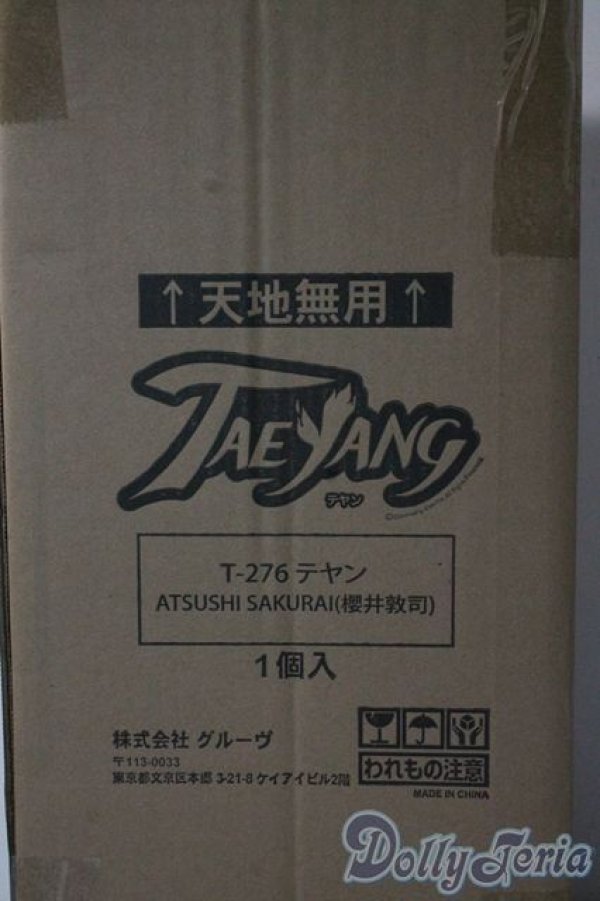 ↑天地無用↑
TAEYANG
テヤン
T-276 テヤン
ATSUSHI SAKURAI(櫻井敦司)
1個入
株式会社 グルーヴ
〒113-0033
東京都文京区本郷 3-21-8 ケイアイビル2階
われもの注意
MADE IN CHINA
Dolly Teria